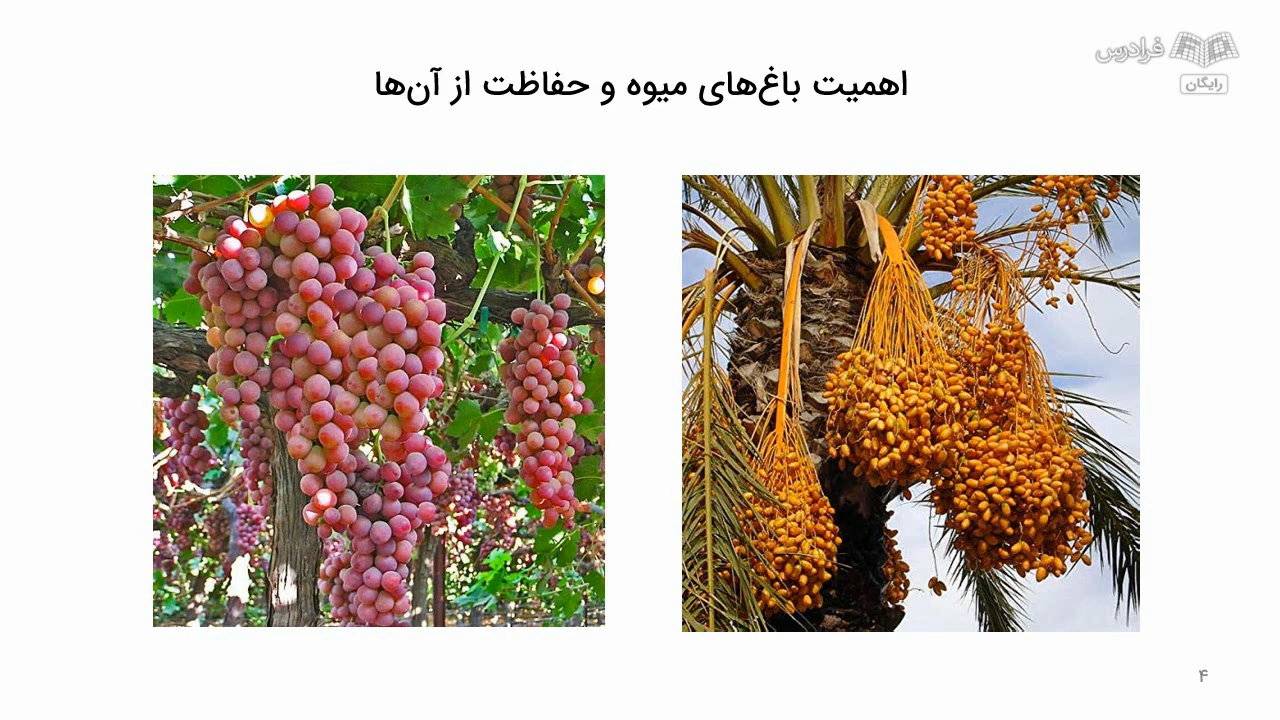 فرادرس
رایگان
اهمیت باغ‌های میوه و حفاظت از آن‌ها
۴